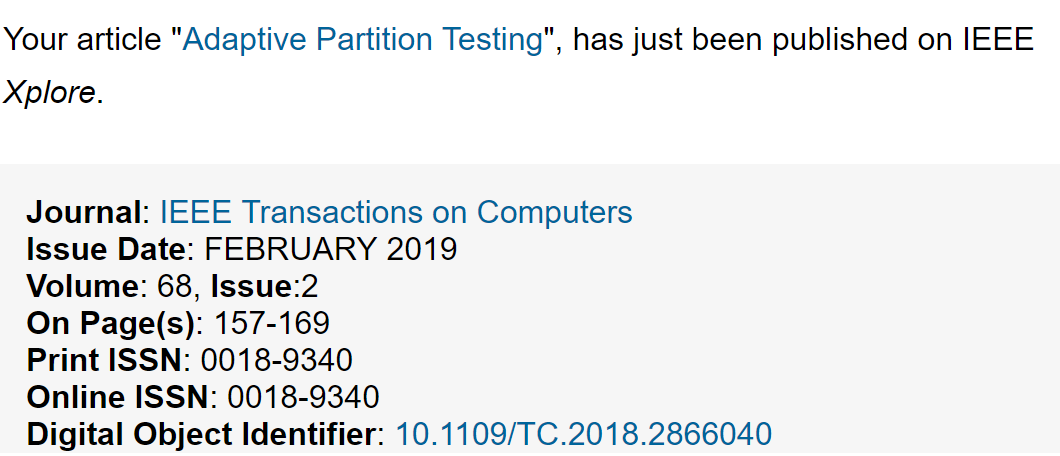 Your article "Adaptive Partition Testing", has just been published on IEEE
Xplore.
Journal: IEEE Transactions on Computers
Issue Date: FEBRUARY 2019
Volume: 68, Issue:2
On Page(s): 157-169
Print ISSN: 0018-9340
Online ISSN: 0018-9340
Digital Object Identifier: 10.1109/TC.2018.2866040